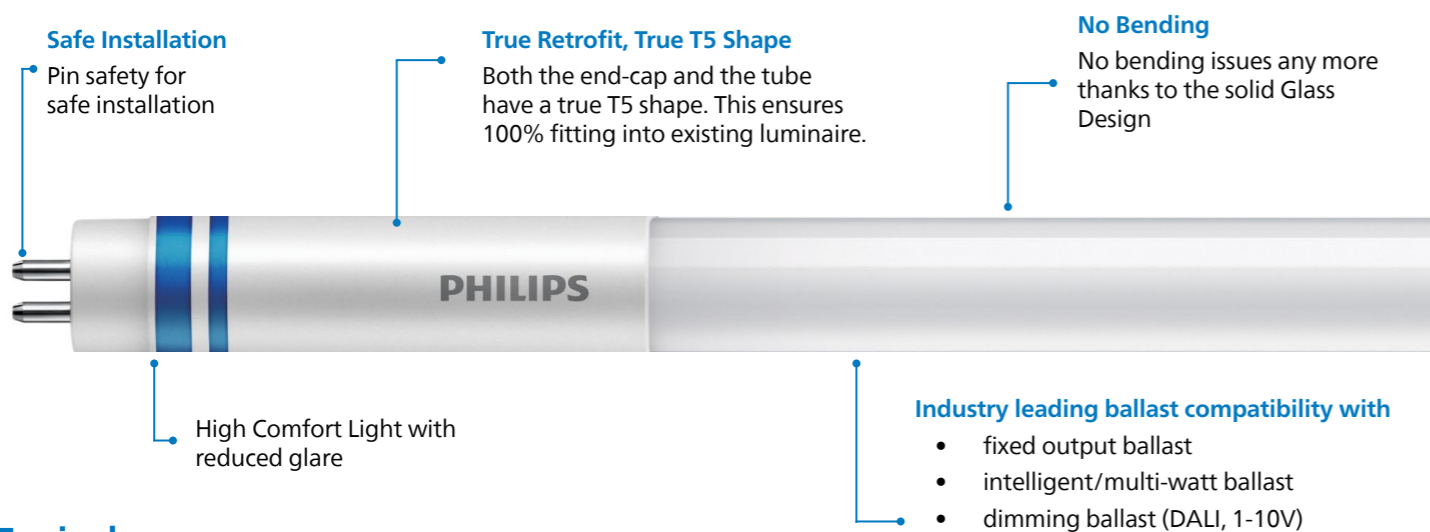 Safe Installation
Pin safety for
safe installation
True Retrofit, True T5 Shape
Both the end-cap and the tube
have a true T5 shape. This ensures
100% fitting into existing luminaire.
No Bending
No bending issues any more
thanks to the solid Glass
Design
PHILIPS
High Comfort Light with
reduced glare
Industry leading ballast compatibility with
• fixed output ballast
• intelligent/multi-watt ballast
• dimming ballast (DALI, 1-10V)